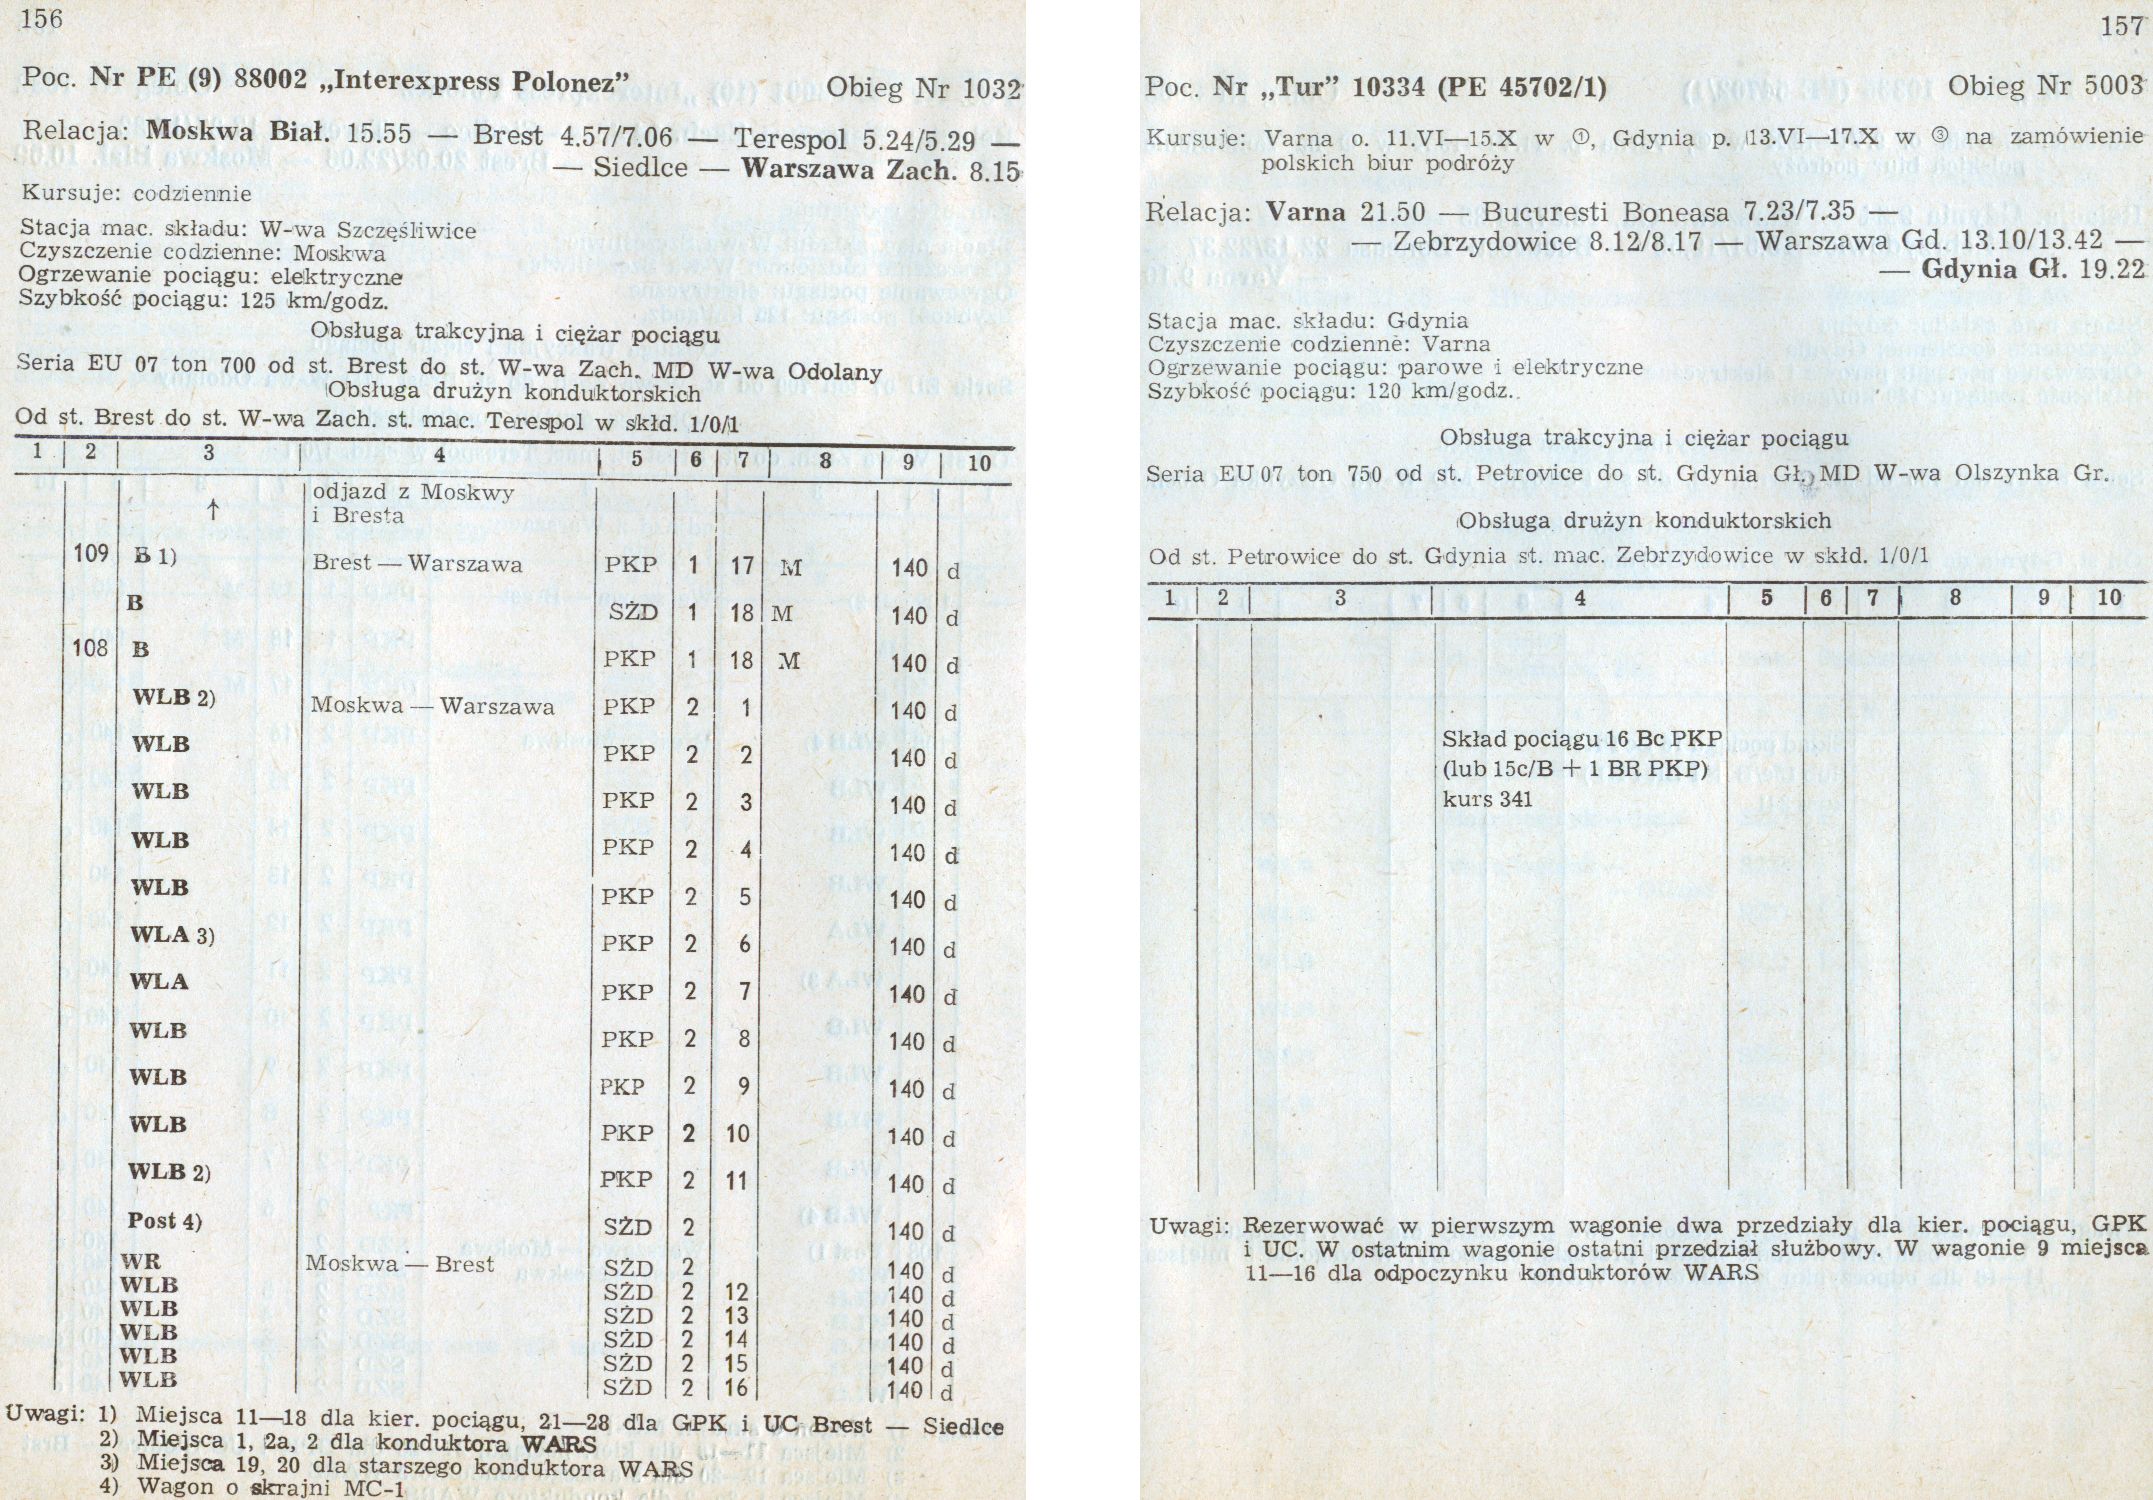 156
Poc. Nr PE (9) 88002 „Interexpress Polonez” Obieg Nr 1032
Relacja: Moskwa Biał. 15.55 — Brest 4.57/7.06 — Terespol 5.24/5.29 —
— Siedlce — Warszawa Zach. 8.15
Kursuje: codziennie
Stacja mac. składu: W-wa Szczęśliwice
Czyszczenie codzienne: Moskwa
Ogrzewanie pociągu: elektryczne
Szybkość pociągu: 125 km/godz.
Obsługa trakcyjna i ciężar pociągu
Seria EU 07 ton 700 od st. Brest do st. W-wa Zach. MD W-wa Odolany
Obsługa drużyn konduktorskich
Od st. Brest do st. W-wa Zach. st. mac. Terespol w skłd. 1/0/1
1 2 3 4 5 6 7 8 9 10
↑ odjazd z Moskwy
i Bresta
109 B 1) Brest — Warszawa PKP 1 17 M 140 d
B SŻD 1 18 M 140 d
108 B PKP 1 18 M 140 d
WLB 2) Moskwa — Warszawa PKP 2 1 140 d
WLB PKP 2 2 140 d
WLB PKP 2 3 140 d
WLB PKP 2 4 140 d
WLB PKP 2 5 140 d
WLA 3) PKP 2 6 140 d
WLA PKP 2 7 140 d
WLB PKP 2 8 140 d
WLB PKP 2 9 140 d
WLB PKP 2 10 140 d
WLB 2) PKP 2 11 140 d
Post 4) SŻD 2 140 d
WR Moskwa — Brest SŻD 2 140 d
WLB SŻD 2 12 140 d
WLB SŻD 2 13 140 d
WLB SŻD 2 14 140 d
WLB SŻD 2 15 140 d
WLB SŻD 2 16 140 d
Uwagi: 1) Miejsca 11—18 dla kier. pociągu, 21—28 dla GPK i UC Brest — Siedlce
2) Miejsca 1, 2a, 2 dla konduktora WARS
3) Miejsca 19, 20 dla starszego konduktora WARS
4) Wagon o skrajni MC-1
157
Poc. Nr „Tur” 10334 (PE 45702/1) Obieg Nr 5003
Kursuje: Varna o. 11.VI—15.X w ①, Gdynia p. 13.VI—17.X w ③ na zamówienie
polskich biur podróży
Relacja: Varna 21.50 — Bucuresti Boneasa 7.23/7.35 —
— Zebrzydowice 8.12/8.17 — Warszawa Gd. 13.10/13.42 —
— Gdynia Gł. 19.22
Stacja mac. składu: Gdynia
Czyszczenie codzienne: Varna
Ogrzewanie pociągu: parowe i elektryczne
Szybkość pociągu: 120 km/godz.
Obsługa trakcyjna i ciężar pociągu
Seria EU 07 ton 750 od st. Petrovice do st. Gdynia Gł. MD W-wa Olszynka Gr.
Obsługa drużyn konduktorskich
Od st. Petrowice do st. Gdynia st. mac. Zebrzydowice w skłd. 1/0/1
1 2 3 4 5 6 7 8 9 10
Skład pociągu 16 Bc PKP
(lub 15c/B + 1 BR PKP)
kurs 341
Uwagi: Rezerwować w pierwszym wagonie dwa przedziały dla kier. pociągu, GPK
i UC. W ostatnim wagonie ostatni przedział służbowy. W wagonie 9 miejsca
11—16 dla odpoczynku konduktorów WARS